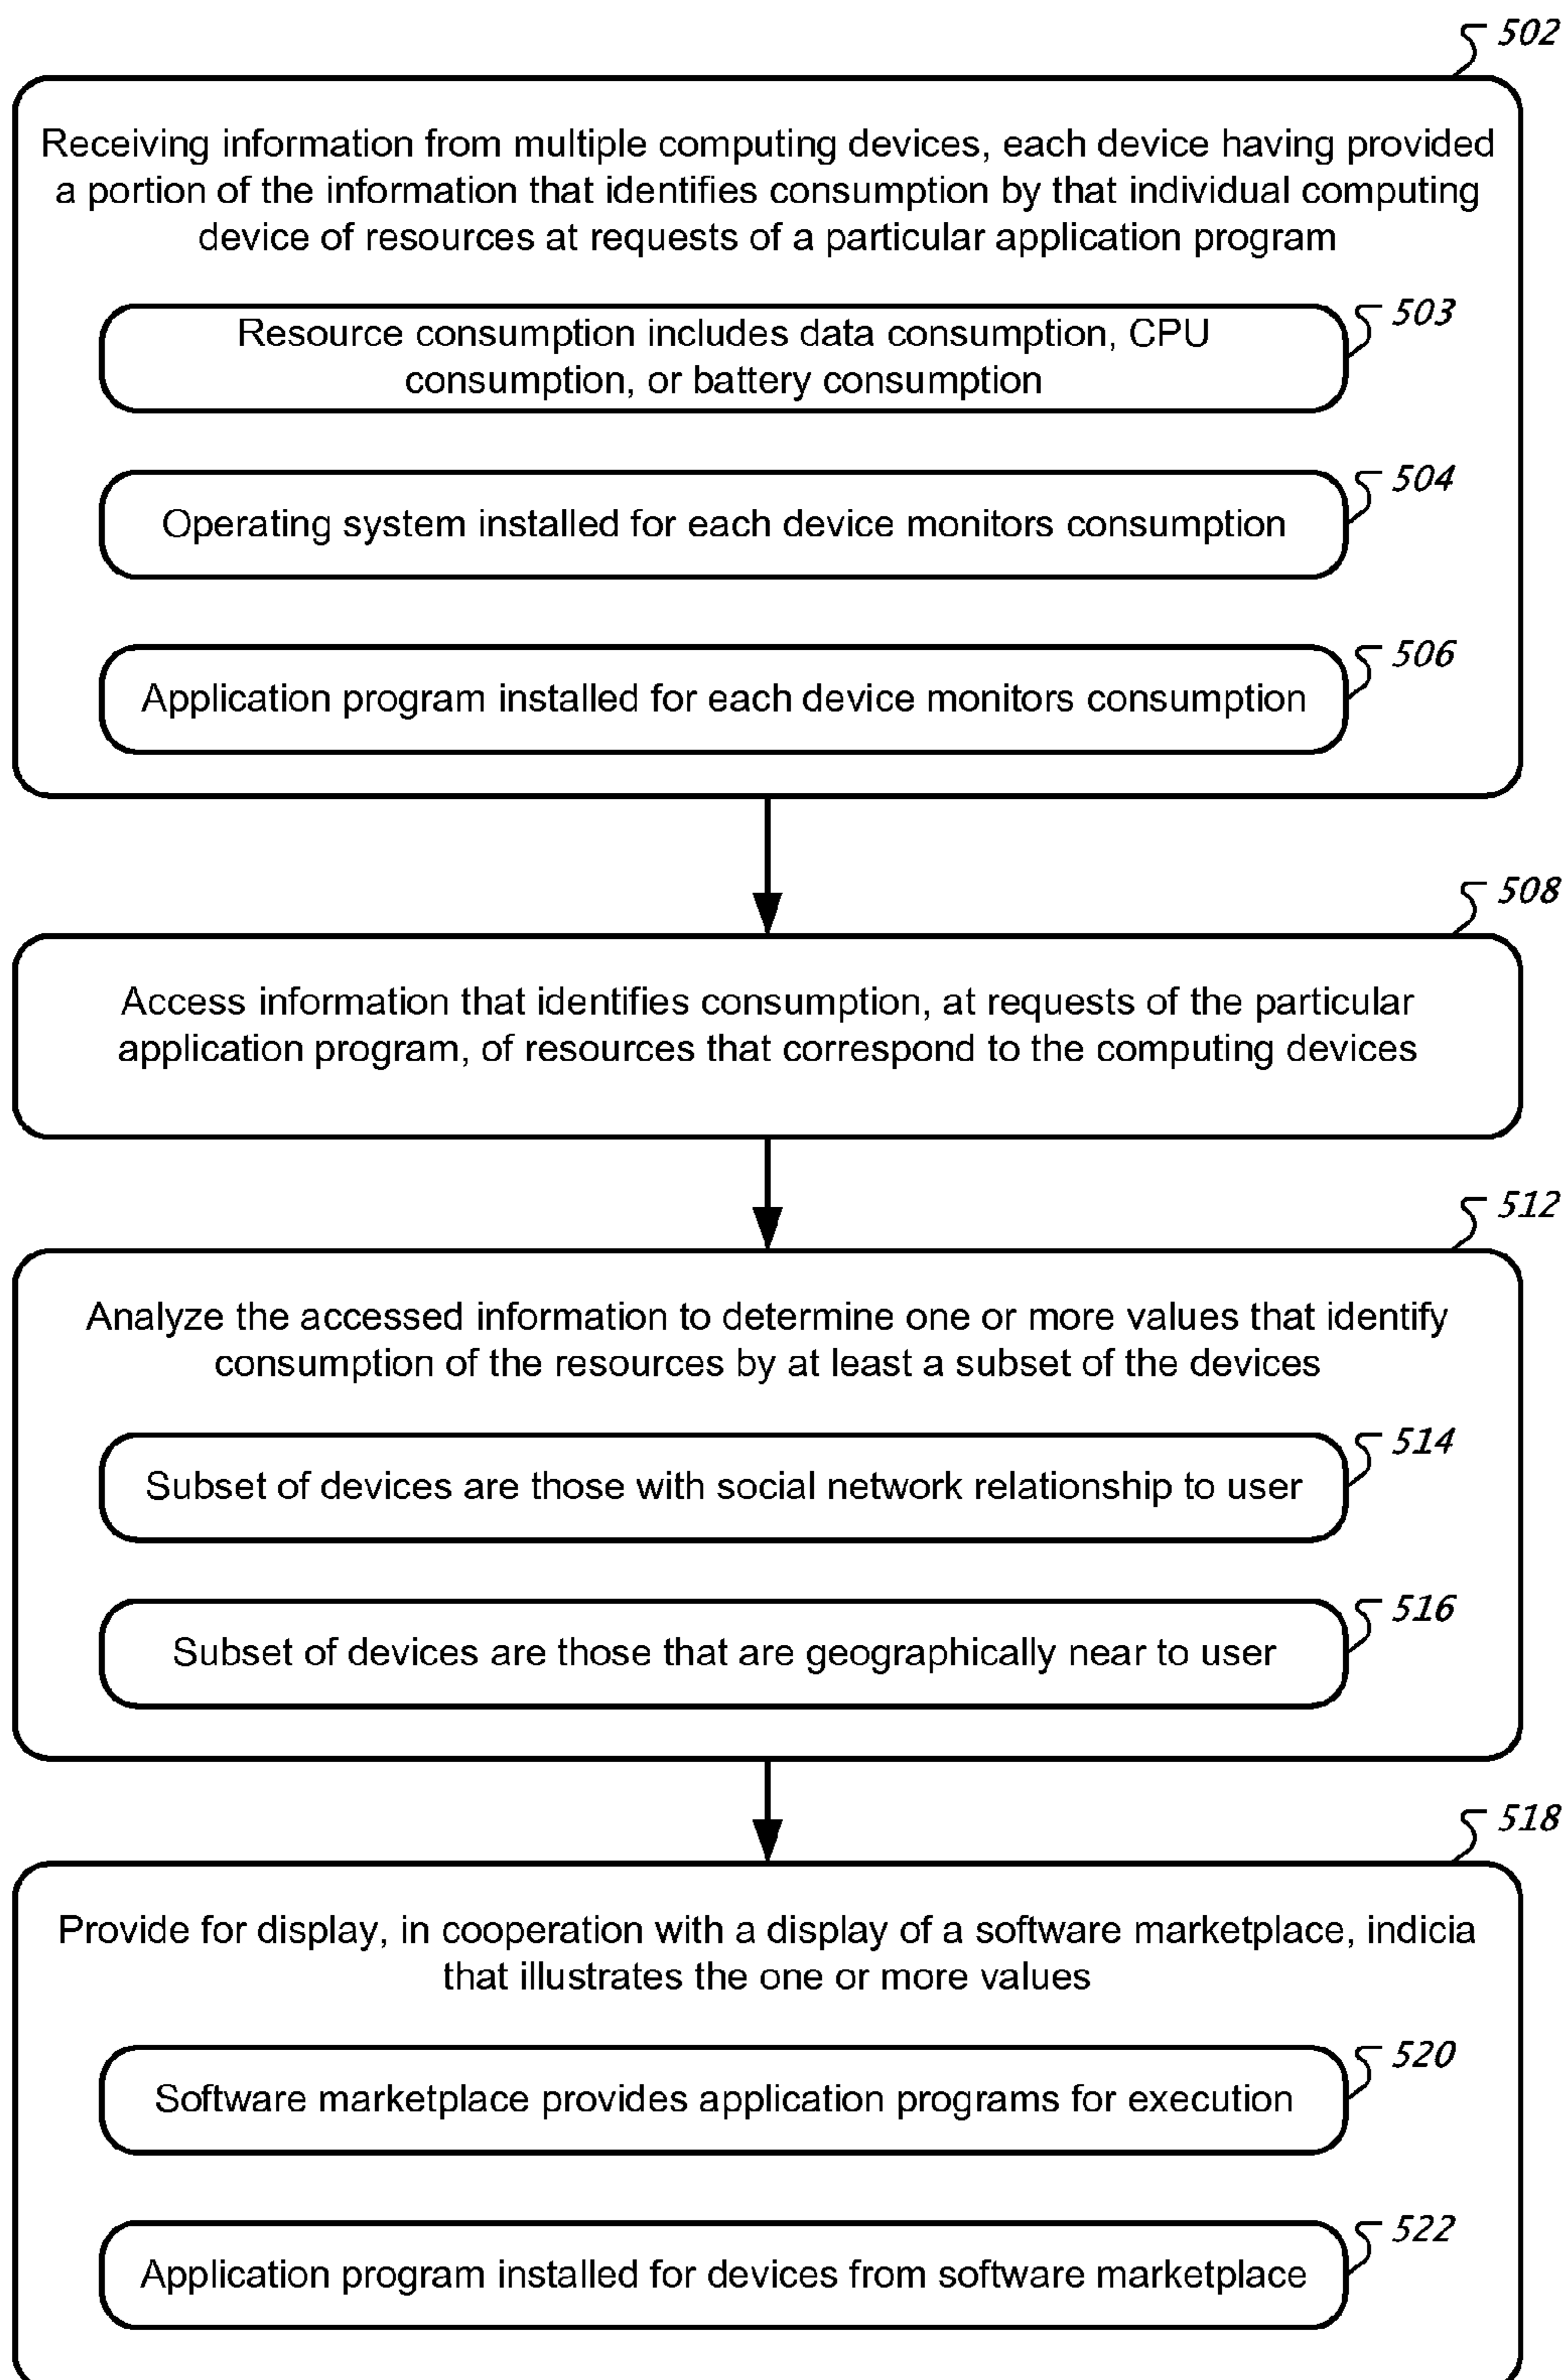 502
Receiving information from multiple computing devices, each device having provided
a portion of the information that identifies consumption by that individual computing
device of resources at requests of a particular application program
503
Resource consumption includes data consumption, CPU
consumption, or battery consumption
504
Operating system installed for each device monitors consumption
506
Application program installed for each device monitors consumption
508
Access information that identifies consumption, at requests of the particular
application program, of resources that correspond to the computing devices
512
Analyze the accessed information to determine one or more values that identify
consumption of the resources by at least a subset of the devices
514
Subset of devices are those with social network relationship to user
516
Subset of devices are those that are geographically near to user
518
Provide for display, in cooperation with a display of a software marketplace, indicia
that illustrates the one or more values
520
Software marketplace provides application programs for execution
522
Application program installed for devices from software marketplace